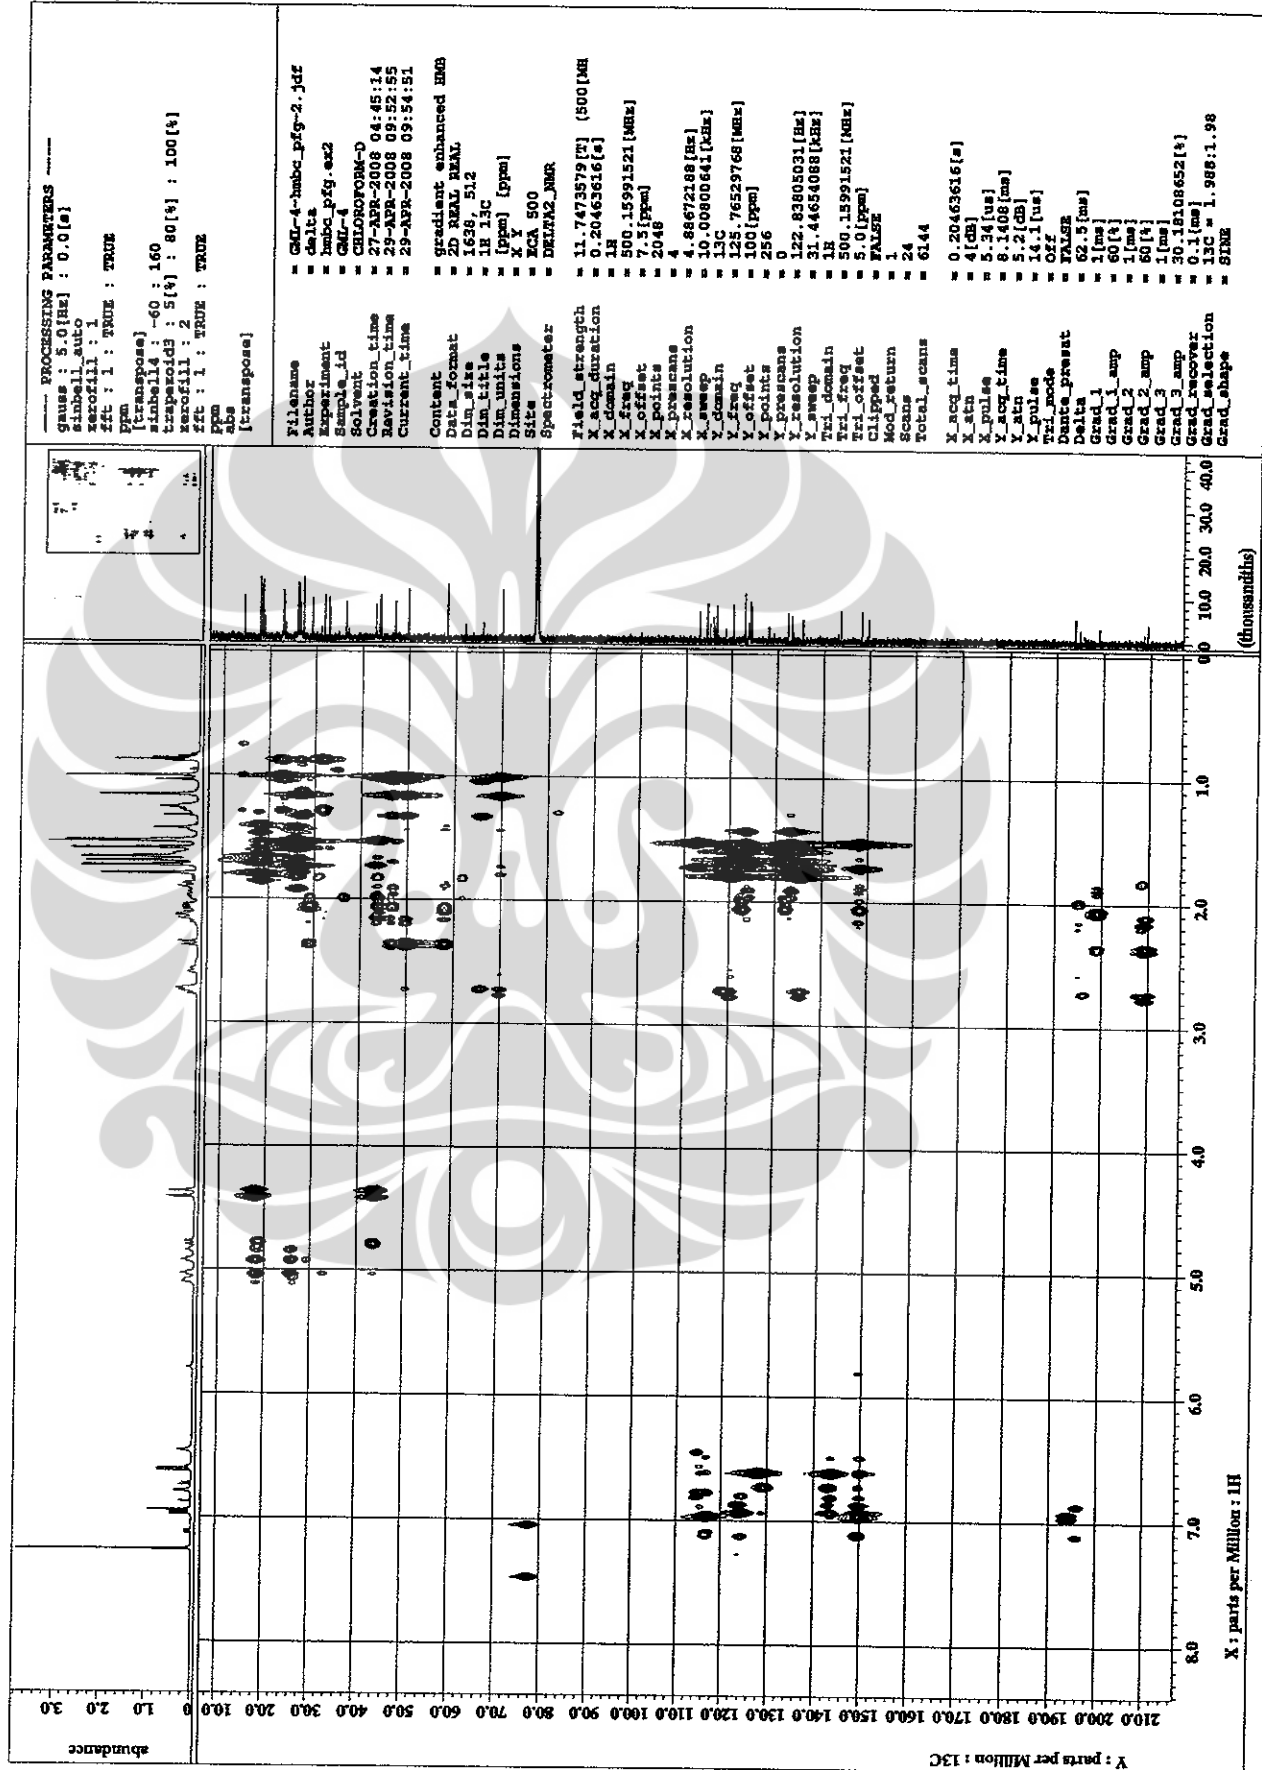 ---- PROCESSING PARAMETERS ----
gauss : 5.0[Hz] : 0.0[s]
sinbell_auto
zerofill : 1
fft : 1 : TRUE : TRUE
ppm
[transpose]
sinbell4 : -60 : 160
trapezoid3 : 5[%] : 80[%] : 100[%]
zerofill : 2
fft : 1 : TRUE : TRUE
ppm
abs
[transpose]
Filename = GML-4-hmbc_pfg-2.jdf
Author = delta
Experiment = hmbc_pfg.ex2
Sample_id = GML-4
Solvent = CHLOROFORM-D
Creation_time = 27-APR-2008 04:45:14
Revision_time = 29-APR-2008 09:52:55
Current_time = 29-APR-2008 09:54:51
Content = gradient enhanced HMB
Data_format = 2D REAL REAL
Dim_size = 1638, 512
Dim_title = 1H 13C
Dim_units = [ppm] [ppm]
Dimensions = X Y
Site = ECA 500
Spectrometer = DELTA2_NMR
Field_strength = 11.7473579[T] (500[MH
X_acq_duration = 0.20463616[s]
X_domain = 1H
X_freq = 500.15991521[MHz]
X_offset = 7.5[ppm]
X_points = 2048
X_prescans = 4
X_resolution = 4.88672188[Hz]
X_sweep = 10.00800641[kHz]
Y_domain = 13C
Y_freq = 125.76529768[MHz]
Y_offset = 100[ppm]
Y_points = 256
Y_prescans = 0
Y_resolution = 122.83805031[Hz]
Y_sweep = 31.44654088[kHz]
Tri_domain = 1H
Tri_freq = 500.15991521[MHz]
Tri_offset = 5.0[ppm]
Clipped = FALSE
Mod_return = 1
Scans = 24
Total_scans = 6144
X_acq_time = 0.20463616[s]
X_atn = 4[dB]
X_pulse = 5.34[us]
Y_acq_time = 8.1408[ms]
Y_atn = 5.2[dB]
Y_pulse = 14.1[us]
Tri_mode = Off
Dante_presat = FALSE
Delta = 62.5[ms]
Grad_1 = 1[ms]
Grad_1_amp = 60[%]
Grad_2 = 1[ms]
Grad_2_amp = 60[%]
Grad_3 = 1[ms]
Grad_3_amp = 30.18108652[%]
Grad_recover = 0.1[ms]
Grad_selection = 13C = 1.988:1.98
Grad_shape = SINE
abundance
0 1.0 2.0 3.0
Y : parts per Million : 13C
10.0 20.0 30.0 40.0 50.0 60.0 70.0 80.0 90.0 100.0 110.0 120.0 130.0 140.0 150.0 160.0 170.0 180.0 190.0 200.0 210.0
8.0 7.0 6.0 5.0 4.0 3.0 2.0 1.0
X : parts per Million : 1H
0.0 10.0 20.0 30.0 40.0
(thousandths)